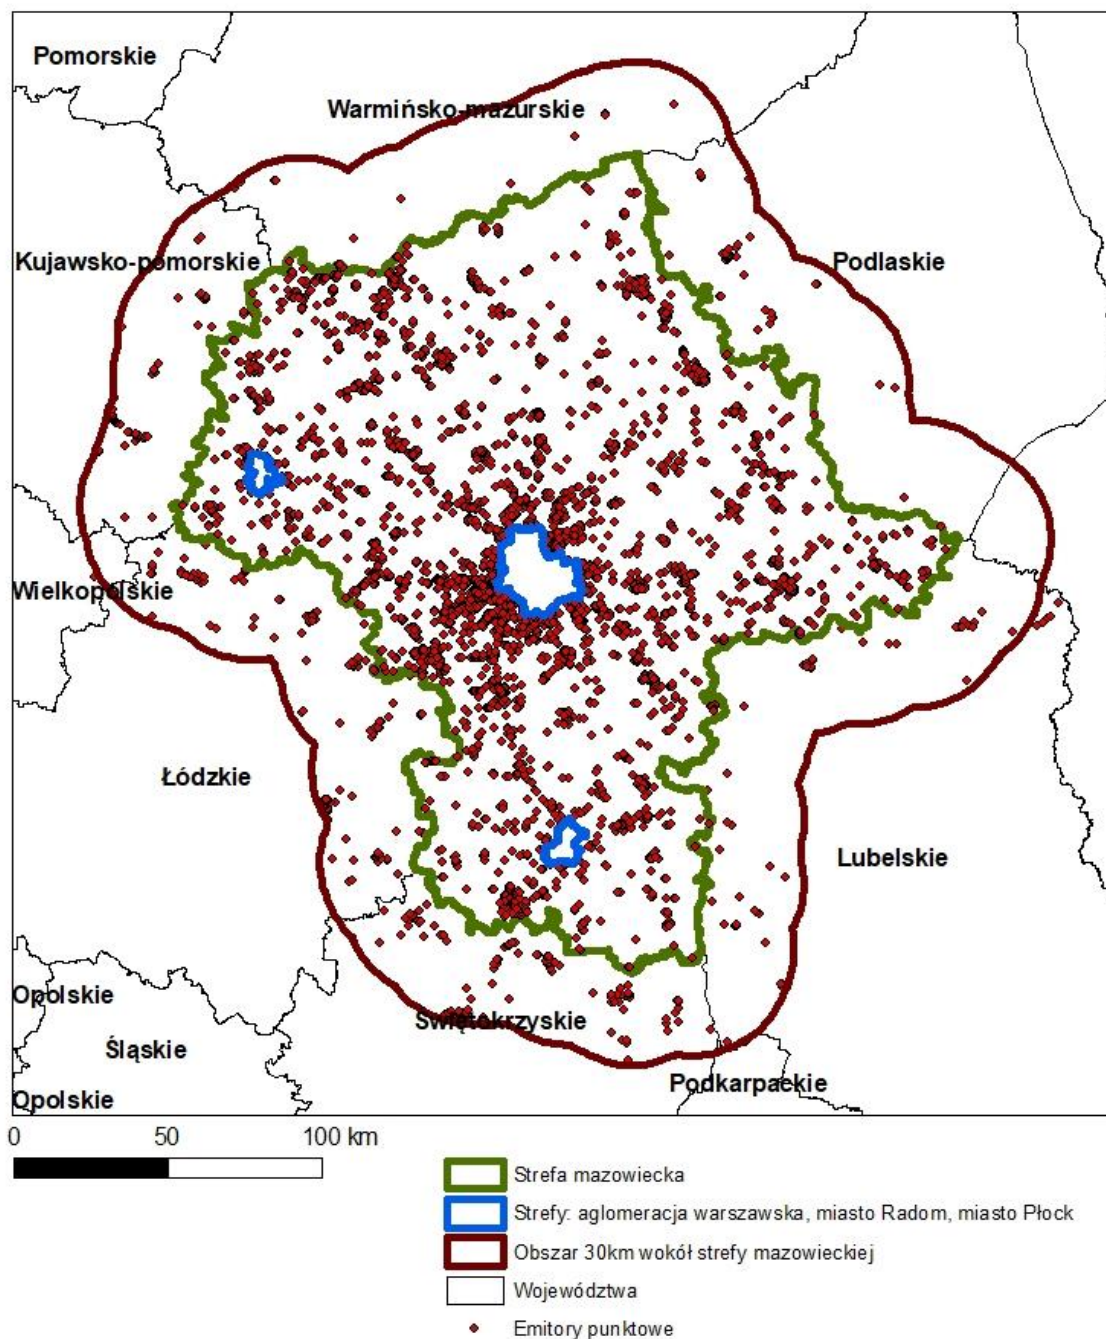 Pomorskie
Warmińsko-mazurskie
Kujawsko-pomorskie
Podlaskie
Wielkopolskie
Łódzkie
Lubelskie
Opolskie
Świętokrzyskie
Śląskie
Podkarpackie
Opolskie
0 50 100 km
Strefa mazowiecka
Strefy: aglomeracja warszawska, miasto Radom, miasto Płock
Obszar 30km wokół strefy mazowieckiej
Województwa
Emitory punktowe